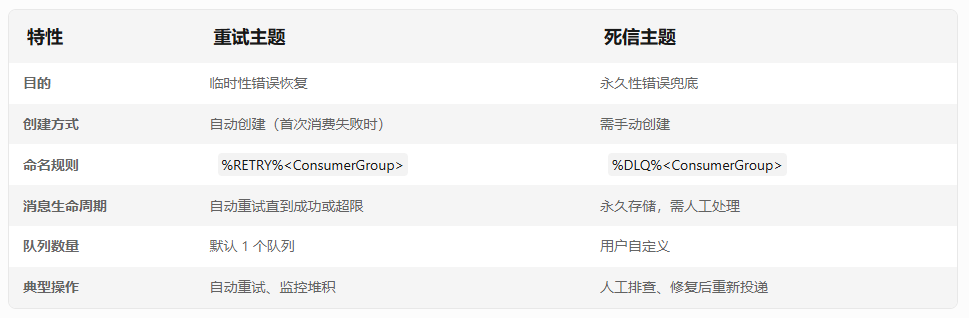 特性 重试主题 死信主题
目的 临时性错误恢复 永久性错误兜底
创建方式 自动创建（首次消费失败时） 需手动创建
命名规则 %RETRY%<ConsumerGroup> %DLQ%<ConsumerGroup>
消息生命周期 自动重试直到成功或超限 永久存储，需人工处理
队列数量 默认 1 个队列 用户自定义
典型操作 自动重试、监控堆积 人工排查、修复后重新投递